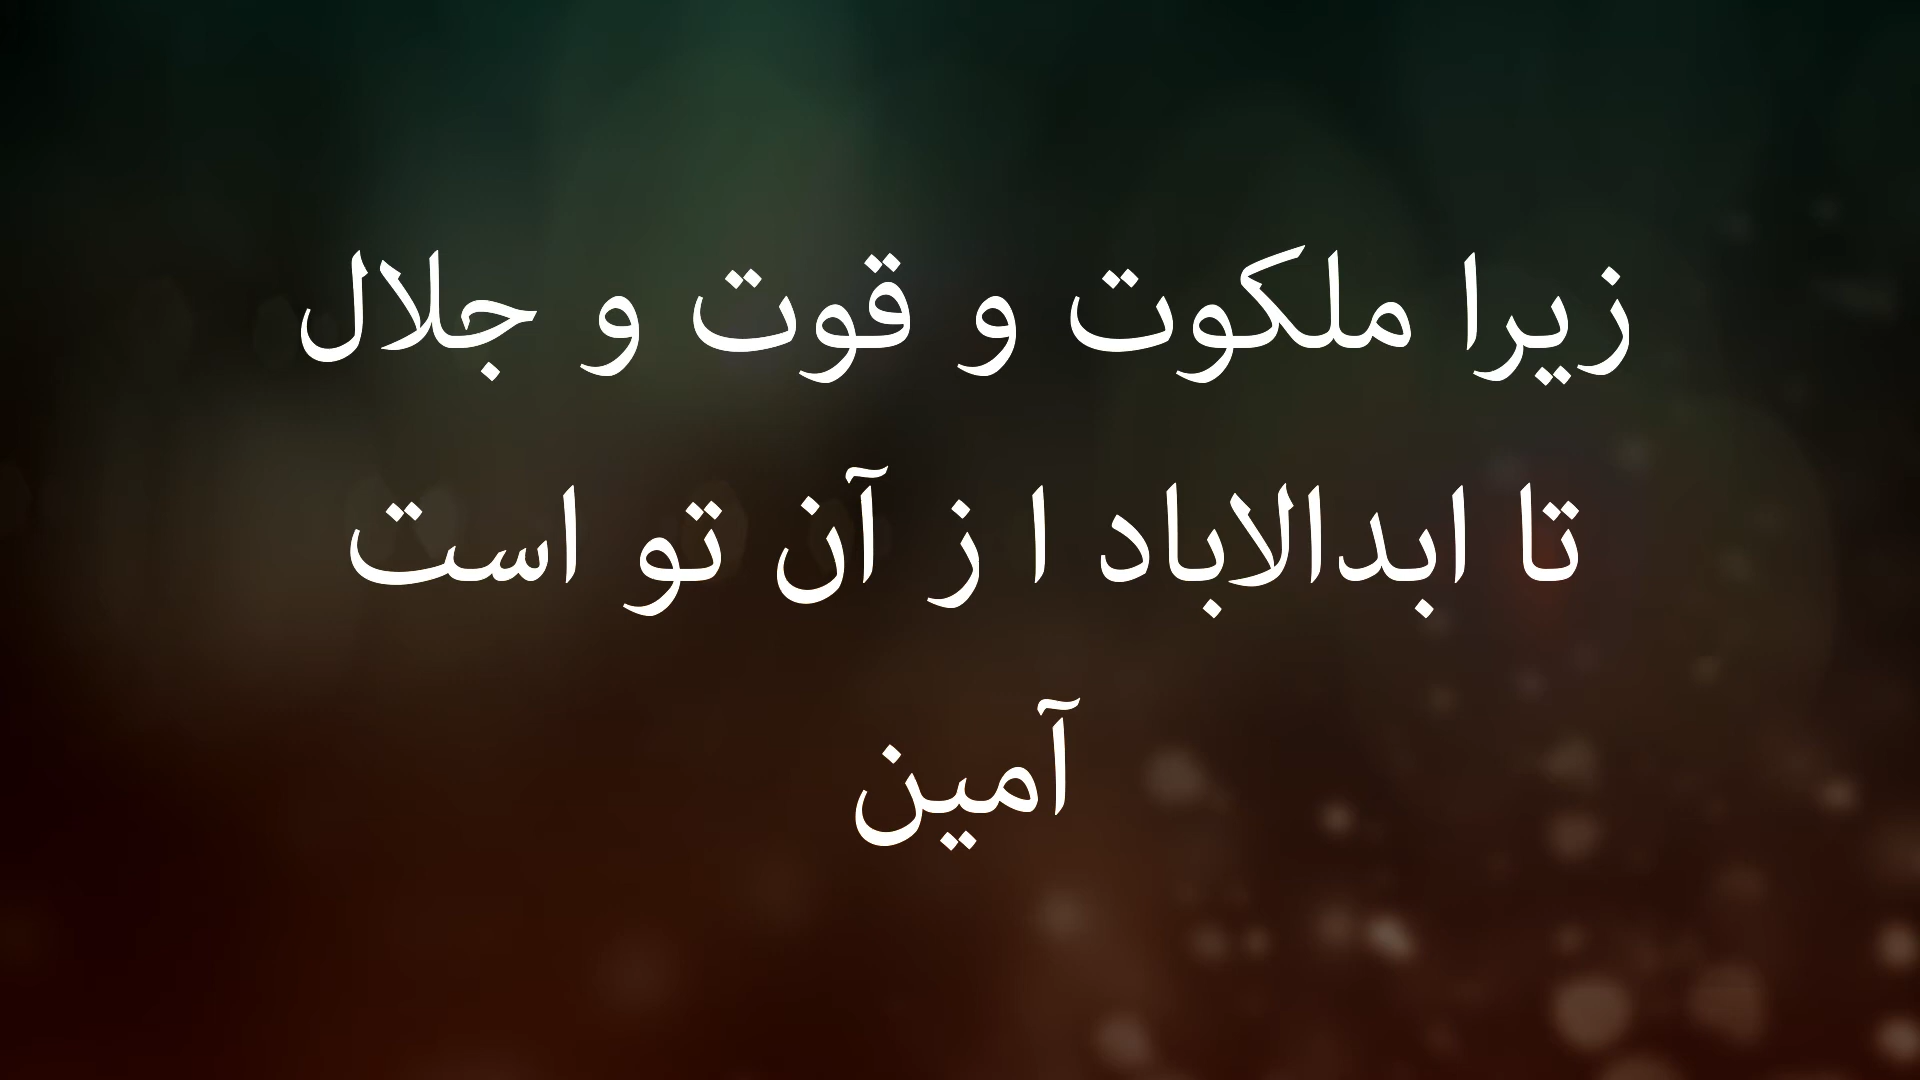 زیرا ملکوت و قوت و جلال
تا ابدالاباد ا ز آن تو است
آمین